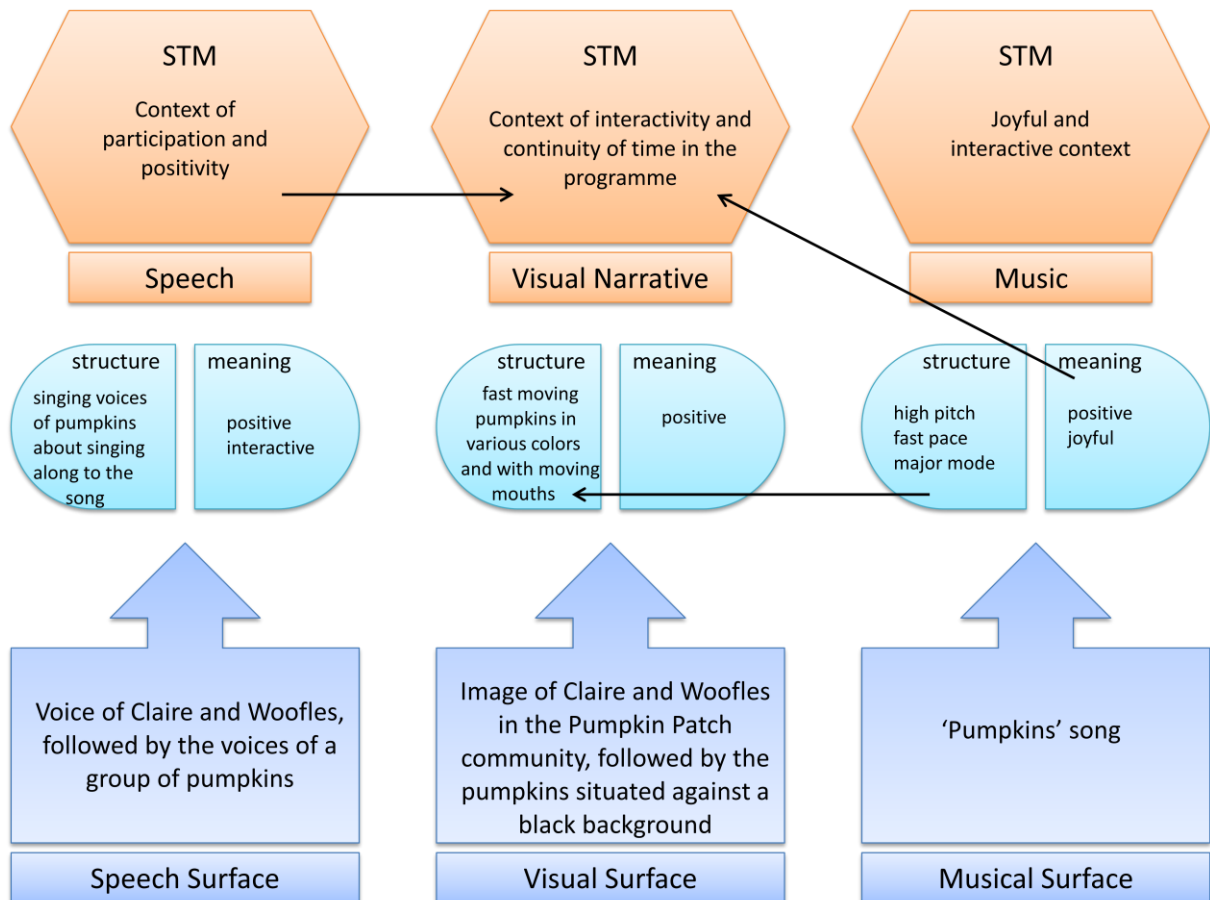 STM
Context of
participation and
positivity
STM
Context of interactivity and
continuity of time in the
programme
STM
Joyful and
interactive context
Speech
Visual Narrative
Music
structure
singing voices
of pumpkins
about singing
along to the
song
meaning
positive
interactive
structure
fast moving
pumpkins in
various colors
and with moving
mouths
meaning
positive
structure
high pitch
fast pace
major mode
meaning
positive
joyful
Voice of Claire and Woofles,
followed by the voices of a
group of pumpkins
Image of Claire and Woofles
in the Pumpkin Patch
community, followed by the
pumpkins situated against a
black background
‘Pumpkins’ song
Speech Surface
Visual Surface
Musical Surface